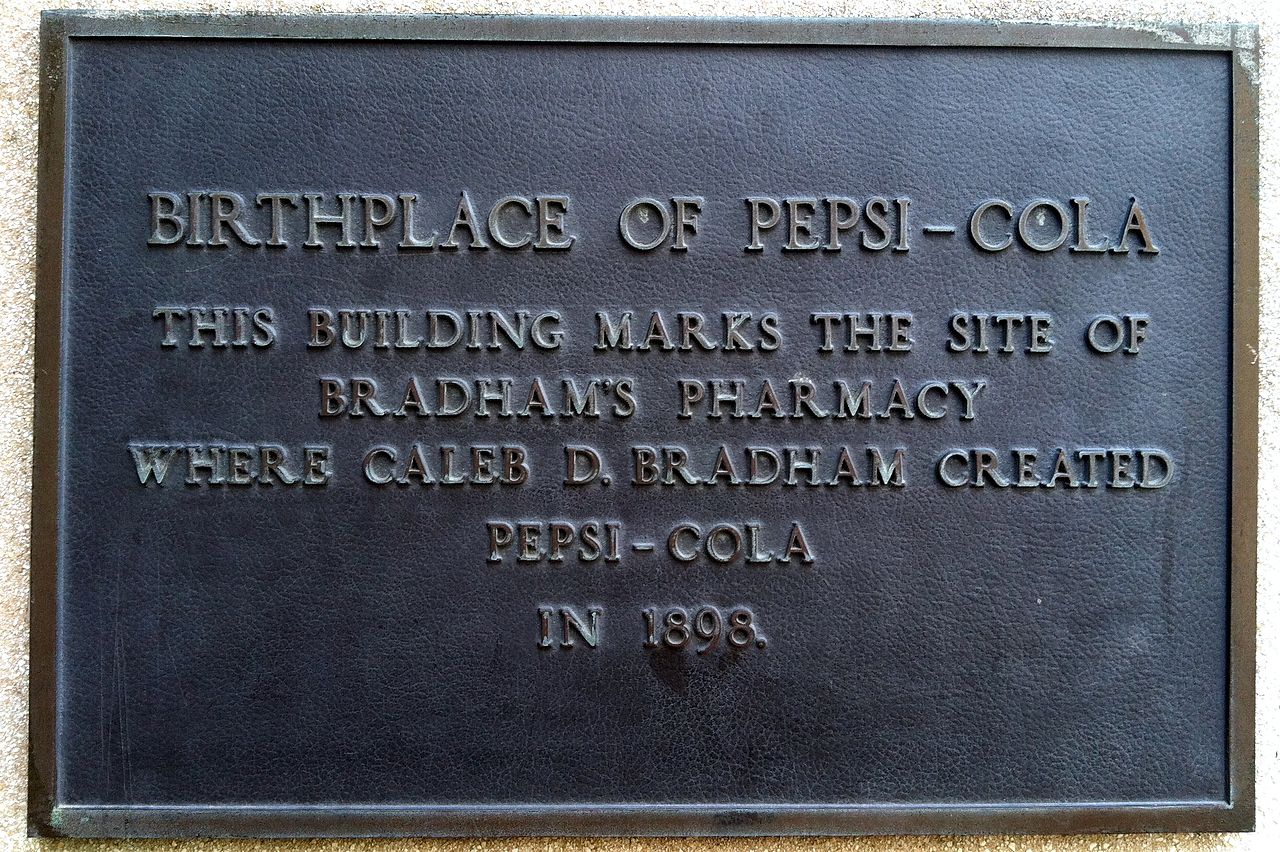 BIRTHPLACE OF PEPSI-COLA
THIS BUILDING MARKS THE SITE OF
BRADHAM'S PHARMACY
WHERE CALEB D. BRADHAM CREATED
PEPSI-COLA
IN 1898.